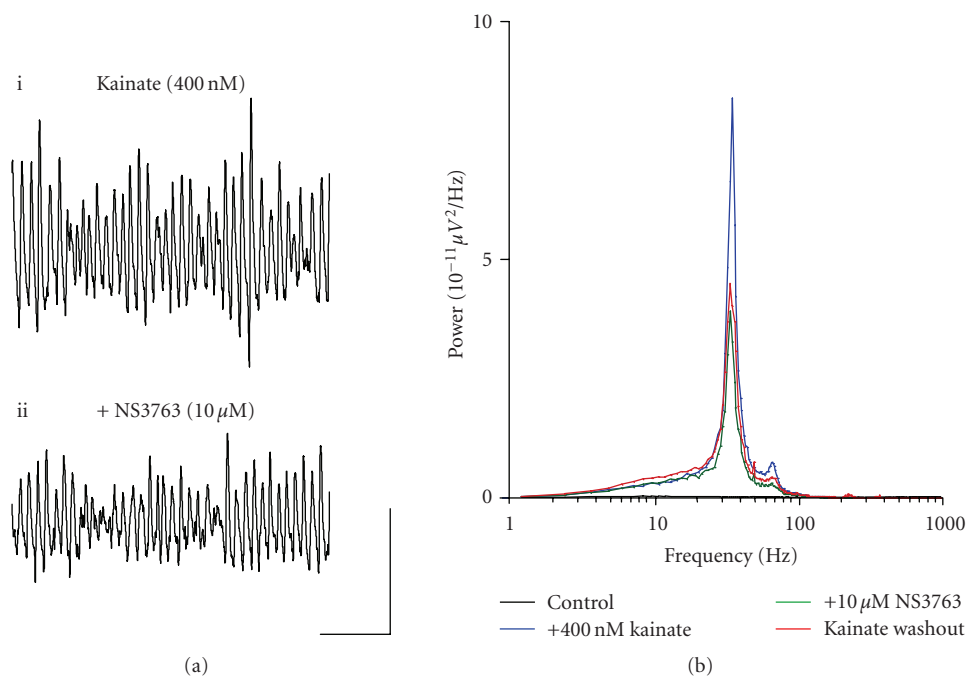 i Kainate (400 nM)
ii + NS3763 (10 μM)
(a)
10
5
0
Power (10⁻¹¹ μV²/Hz)
1 10 100 1000
Frequency (Hz)
Control +10 μM NS3763
+400 nM kainate Kainate washout
(b)